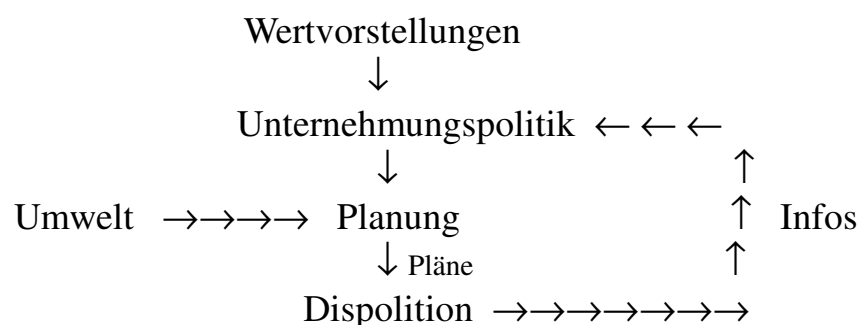 Wertvorstellungen
↓
Unternehmungspolitik ← ← ←
↓ ↑
Umwelt →→→→ Planung ↑ Infos
↓ Pläne ↑
Dispolition →→→→→→→